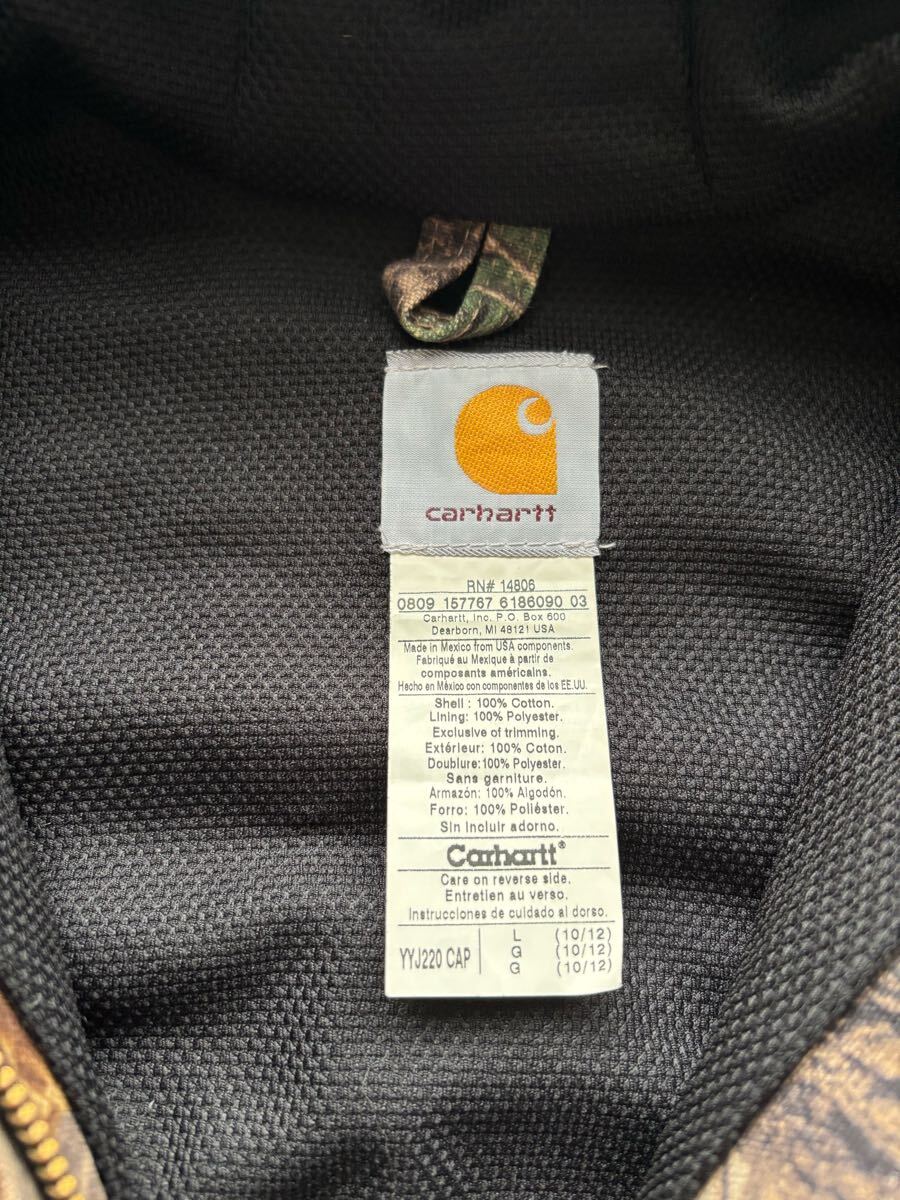 carhartt
RN# 14806
0809 157767 6186090 03
Carhartt, Inc. P.O. Box 600
Dearborn, MI 48121 USA
Made in Mexico from USA components.
Fabriqué au Mexique à partir de
composants américains.
Hecho en México con componentes de los EE.UU.
Shell : 100% Cotton.
Lining: 100% Polyester.
Exclusive of trimming.
Extérieur: 100% Coton.
Doublure:100% Polyester.
Sans garniture.
Armazón: 100% Algodón.
Forro: 100% Poliéster.
Sin incluir adorno.
Carhartt®
Care on reverse side.
Entretien au verso.
Instrucciones de cuidado al dorso.
YYJ220 CAP
L (10/12)
G (10/12)
G (10/12)